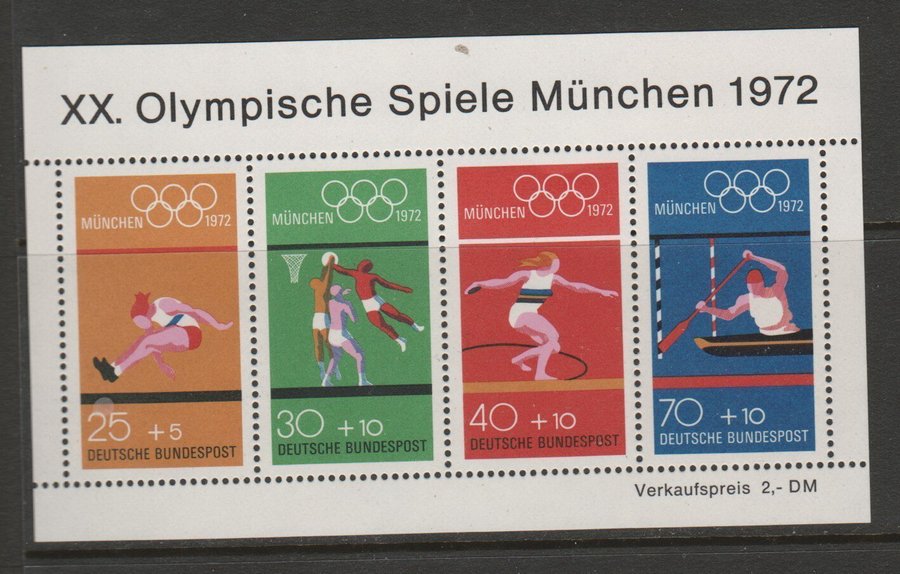 XX. Olympische Spiele München 1972
MÜNCHEN 1972
25 +5
DEUTSCHE BUNDESPOST
MÜNCHEN 1972
30 +10
DEUTSCHE BUNDESPOST
MÜNCHEN 1972
40 +10
DEUTSCHE BUNDESPOST
MÜNCHEN 1972
70 +10
DEUTSCHE BUNDESPOST
Verkaufspreis 2,- DM